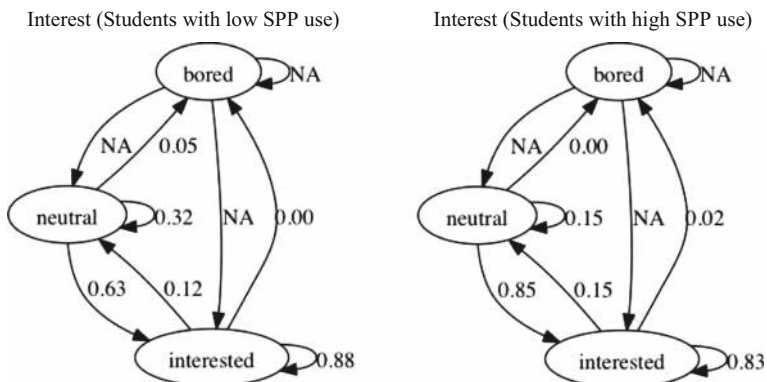 Interest (Students with low SPP use)
bored
NA
NA
0.05
neutral
0.32
NA
0.00
0.63
0.12
interested
0.88
Interest (Students with high SPP use)
bored
NA
NA
0.00
neutral
0.15
NA
0.02
0.85
0.15
interested
0.83